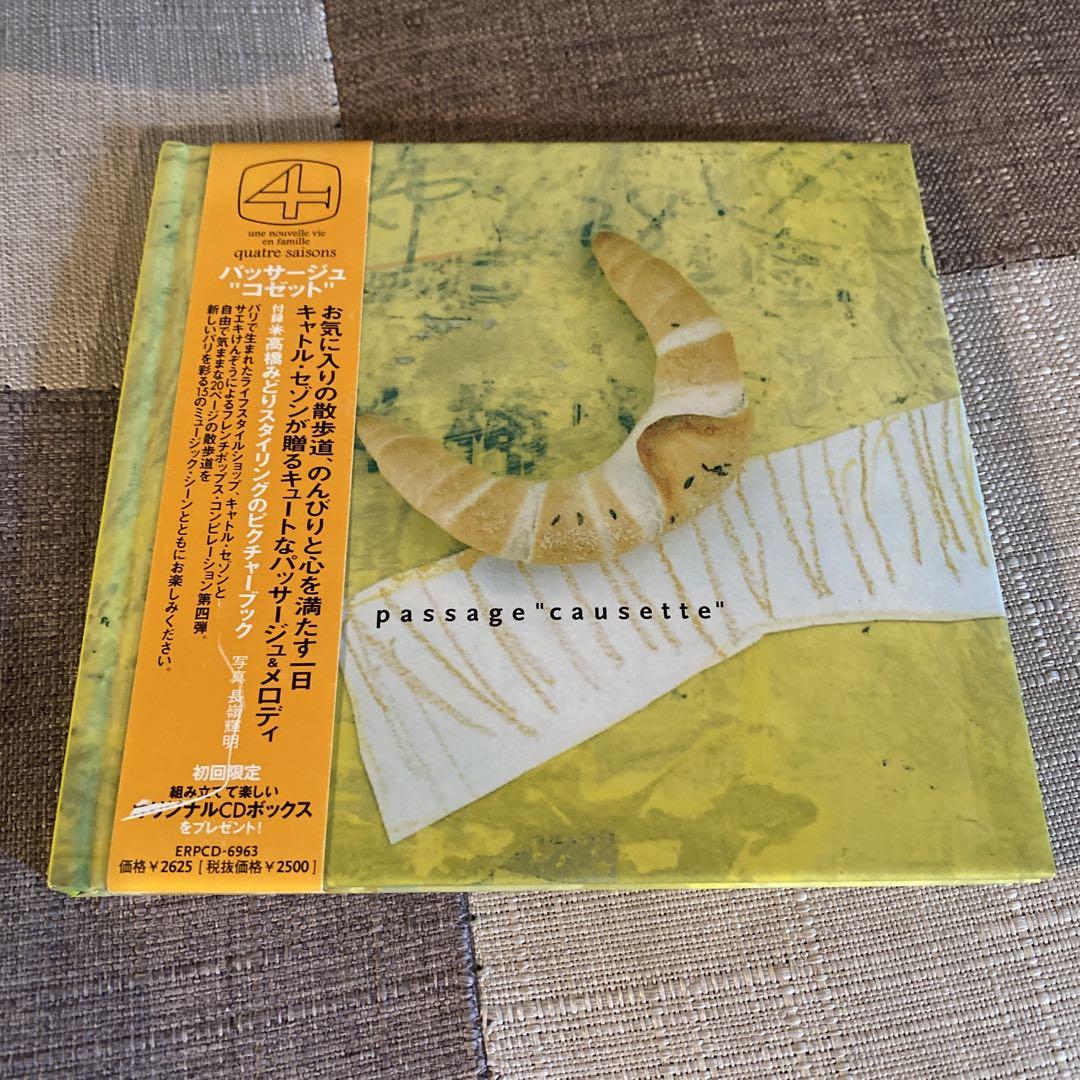 4
une nouvelle vie
en famille
quatre saisons
パッサージュ
"コゼット"
お気に入りの散歩道、のんびりと心を満たす一日
キャトル・セゾンが贈るキュートなパッサージュ&メロディ
付録＊高橋みどりスタイリングのピクチャーブック 写真 長嶺輝明
パリで生まれたライフスタイルショップ、キャトル・セゾンと
サエキけんぞうによるフレンチポップス・コンピレーション第四弾。
自由で気ままな20ページの散歩道を
新しいパリを彩る15のミュージック・シーンとともにお楽しみください。
初回限定
組み立てて楽しい
オリジナルCDボックス
をプレゼント!
ERPCD-6963
価格￥2625 [税抜価格￥2500]
passage "causette"